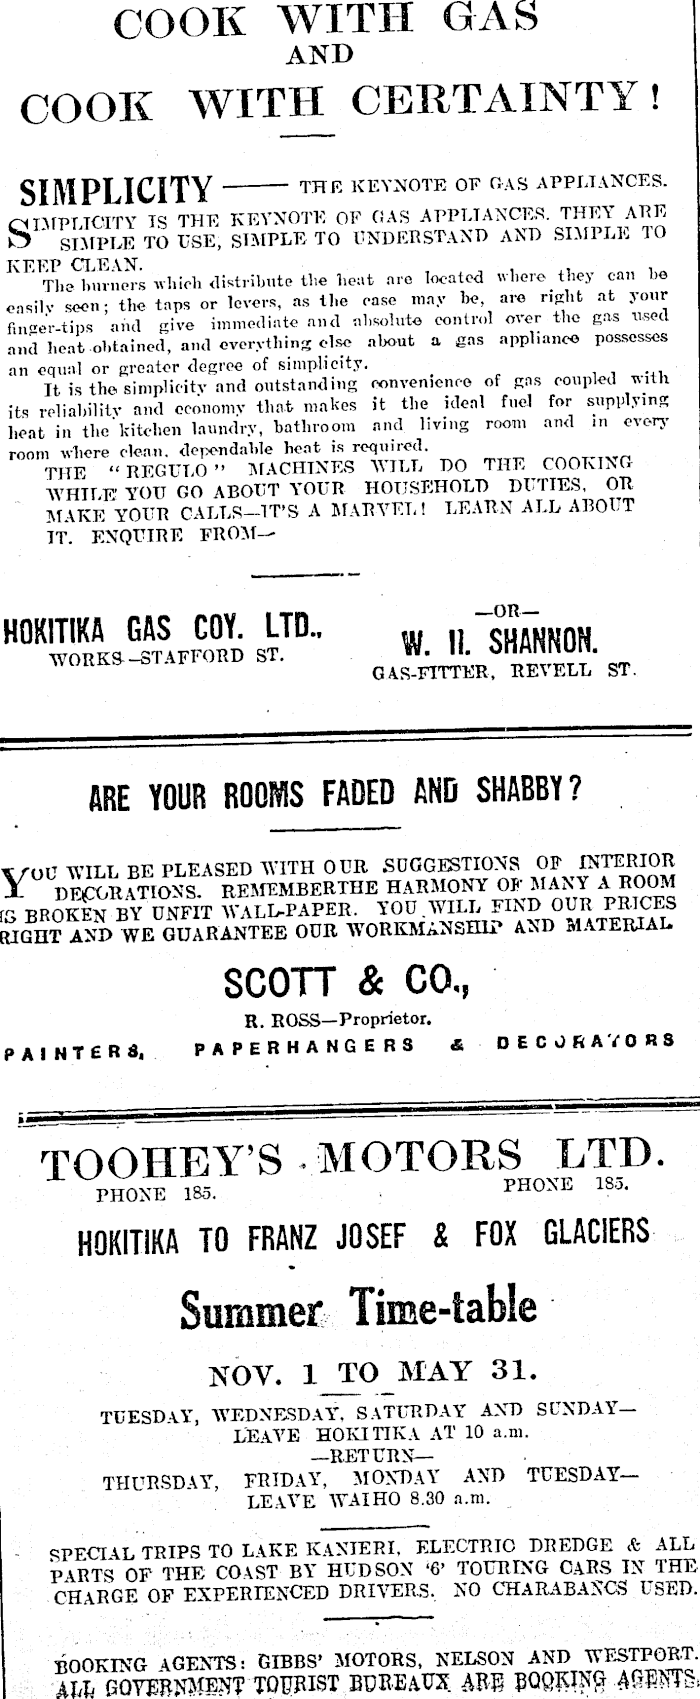 COOK WITH GAS
AND
COOK WITH CERTAINTY!
SIMPLICITY —— THE KEYNOTE OF GAS APPLIANCES.
SIMPLICITY IS THE KEYNOTE OF GAS APPLIANCES. THEY ARE
SIMPLE TO USE, SIMPLE TO UNDERSTAND AND SIMPLE TO
KEEP CLEAN.
The burners which distribute the heat are located where they can be
easily seen; the taps or levers, as the case may be, are right at your
finger-tips and give immediate and absolute control over the gas used
and heat obtained, and everything else about a gas appliance possesses
an equal or greater degree of simplicity.
It is the simplicity and outstanding convenience of gas coupled with
its reliability and economy that makes it the ideal fuel for supplying
heat in the kitchen laundry, bathroom and living room and in every
room where clean, dependable heat is required.
THE "REGULO" MACHINES WILL DO THE COOKING
WHILE YOU GO ABOUT YOUR HOUSEHOLD DUTIES, OR
MAKE YOUR CALLS—IT'S A MARVEL! LEARN ALL ABOUT
IT. ENQUIRE FROM—
HOKITIKA GAS COY. LTD.,
WORKS—STAFFORD ST.
—OR—
W. H. SHANNON.
GAS-FITTER, REVELL ST.
ARE YOUR ROOMS FADED AND SHABBY?
YOU WILL BE PLEASED WITH OUR SUGGESTIONS OF INTERIOR
DECORATIONS. REMEMBERTHE HARMONY OF MANY A ROOM
IS BROKEN BY UNFIT WALL-PAPER. YOU WILL FIND OUR PRICES
RIGHT AND WE GUARANTEE OUR WORKMANSHIP AND MATERIAL.
SCOTT & CO.,
R. ROSS—Proprietor.
PAINTERS, PAPERHANGERS & DECORATORS
TOOHEY'S MOTORS LTD.
PHONE 185. PHONE 185.
HOKITIKA TO FRANZ JOSEF & FOX GLACIERS
Summer Time-table
NOV. 1 TO MAY 31.
TUESDAY, WEDNESDAY, SATURDAY AND SUNDAY—
LEAVE HOKITIKA AT 10 a.m.
—RETURN—
THURSDAY, FRIDAY, MONDAY AND TUESDAY—
LEAVE WAIHO 8.30 a.m.
SPECIAL TRIPS TO LAKE KANIERI, ELECTRIC DREDGE & ALL
PARTS OF THE COAST BY HUDSON '6' TOURING CARS IN THE
CHARGE OF EXPERIENCED DRIVERS. NO CHARABANCS USED.
BOOKING AGENTS: GIBBS' MOTORS, NELSON AND WESTPORT.
ALL GOVERNMENT TOURIST BUREAUX ARE BOOKING AGENTS.